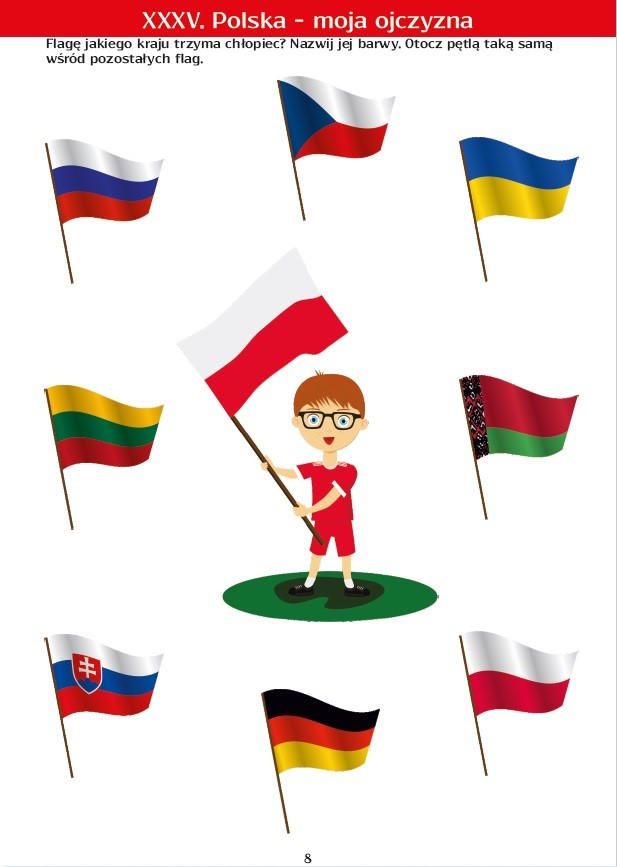 XXXV. Polska - moja ojczyzna
Flagę jakiego kraju trzyma chłopiec? Nazwij jej barwy. Otocz pętlą taką samą
wśród pozostałych flag.
8